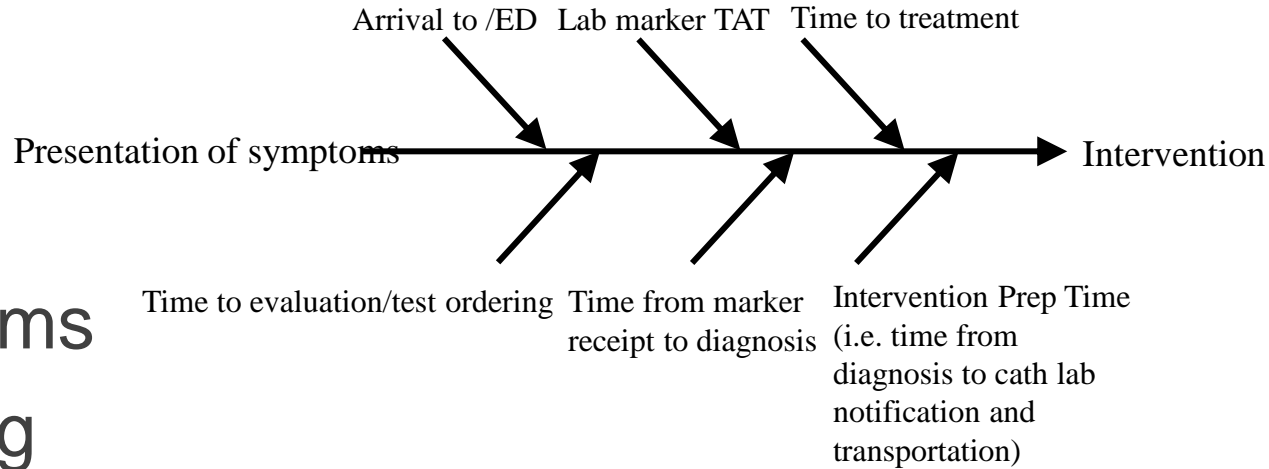 Arrival to /ED Lab marker TAT Time to treatment
Presentation of symptoms
Intervention
Time to evaluation/test ordering
Time from marker
receipt to diagnosis
Intervention Prep Time
(i.e. time from
diagnosis to cath lab
notification and
transportation)
ms
g